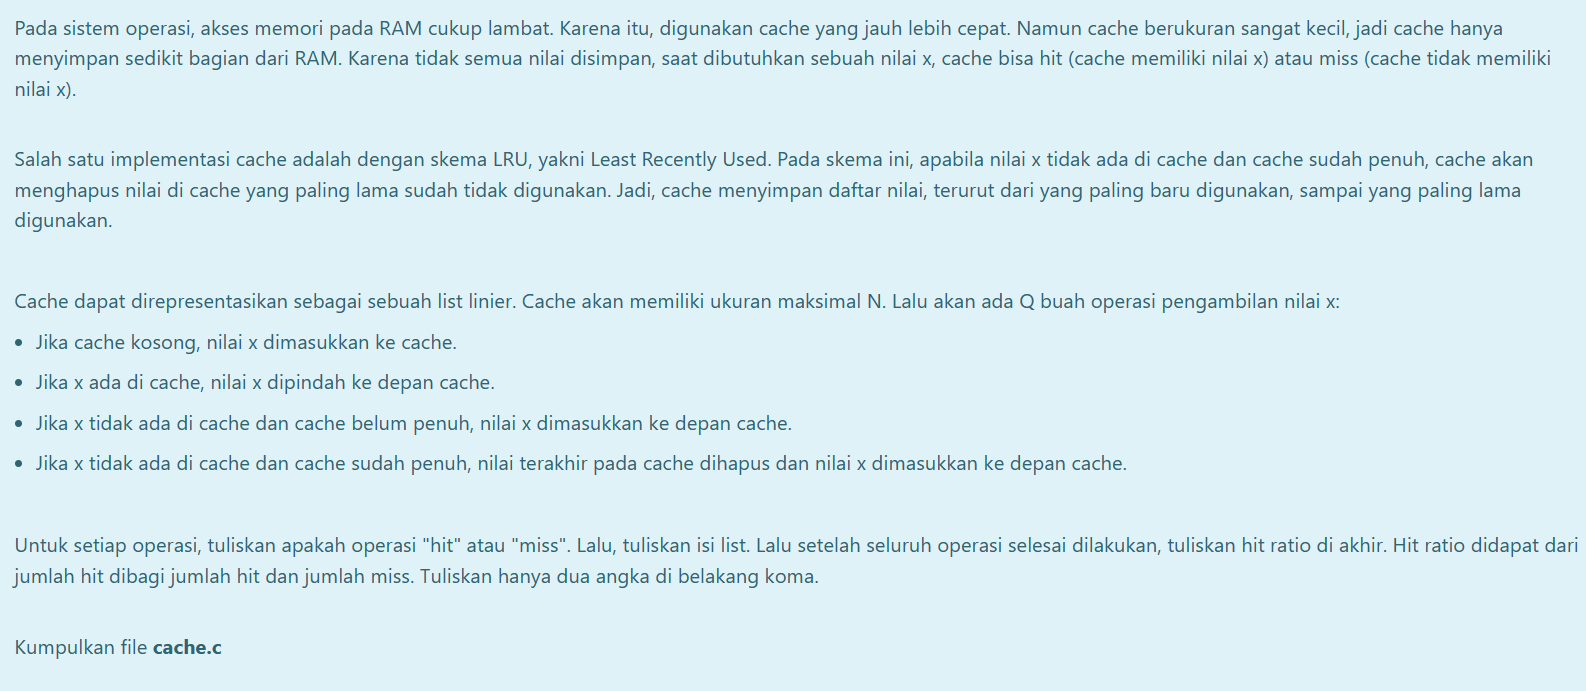 Pada sistem operasi, akses memori pada RAM cukup lambat. Karena itu, digunakan cache yang jauh lebih cepat. Namun cache berukuran sangat kecil, jadi cache hanya
menyimpan sedikit bagian dari RAM. Karena tidak semua nilai disimpan, saat dibutuhkan sebuah nilai x, cache bisa hit (cache memiliki nilai x) atau miss (cache tidak memiliki
nilai x).
Salah satu implementasi cache adalah dengan skema LRU, yakni Least Recently Used. Pada skema ini, apabila nilai x tidak ada di cache dan cache sudah penuh, cache akan
menghapus nilai di cache yang paling lama sudah tidak digunakan. Jadi, cache menyimpan daftar nilai, terurut dari yang paling baru digunakan, sampai yang paling lama
digunakan.
Cache dapat direpresentasikan sebagai sebuah list linier. Cache akan memiliki ukuran maksimal N. Lalu akan ada Q buah operasi pengambilan nilai x:
• Jika cache kosong, nilai x dimasukkan ke cache.
• Jika x ada di cache, nilai x dipindah ke depan cache.
• Jika x tidak ada di cache dan cache belum penuh, nilai x dimasukkan ke depan cache.
• Jika x tidak ada di cache dan cache sudah penuh, nilai terakhir pada cache dihapus dan nilai x dimasukkan ke depan cache.
Untuk setiap operasi, tuliskan apakah operasi "hit" atau "miss". Lalu, tuliskan isi list. Lalu setelah seluruh operasi selesai dilakukan, tuliskan hit ratio di akhir. Hit ratio didapat dari
jumlah hit dibagi jumlah hit dan jumlah miss. Tuliskan hanya dua angka di belakang koma.
Kumpulkan file cache.c